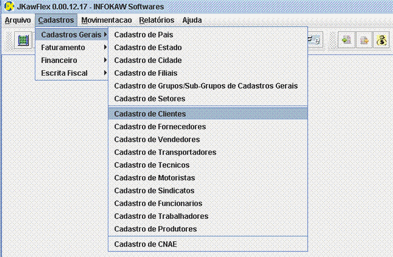 JKawFlex 0.00.12.17 - INFOKAW Softwares
Arquivo Cadastros Movimentacao Relatórios Ajuda
Cadastros Gerais
Faturamento
Financeiro
Escrita Fiscal
Cadastro de Pais
Cadastro de Estado
Cadastro de Cidade
Cadastro de Filiais
Cadastro de Grupos/Sub-Grupos de Cadastros Gerais
Cadastro de Setores
Cadastro de Clientes
Cadastro de Fornecedores
Cadastro de Vendedores
Cadastro de Transportadores
Cadastro de Tecnicos
Cadastro de Motoristas
Cadastro de Sindicatos
Cadastro de Funcionarios
Cadastro de Trabalhadores
Cadastro de Produtores
Cadastro de CNAE